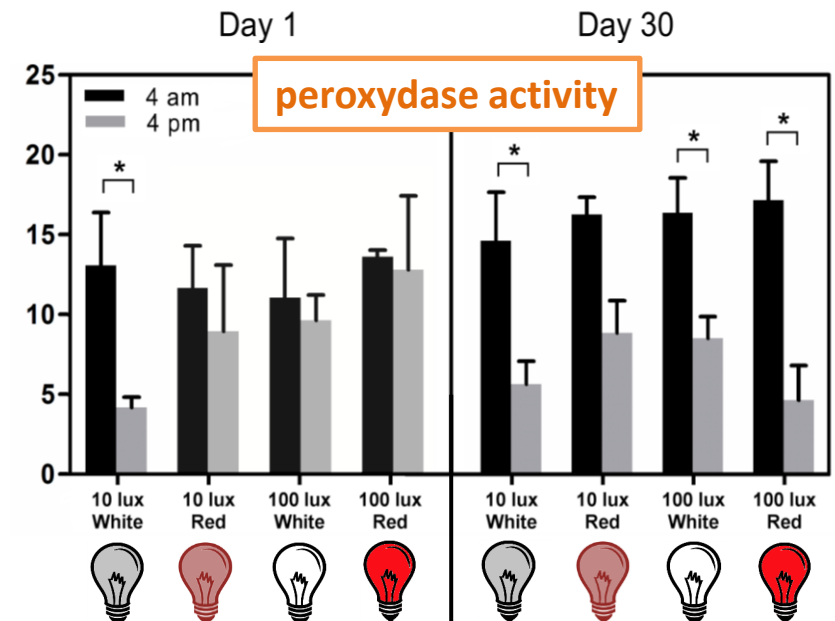 Day 1 Day 30
peroxydase activity
4 am
4 pm
25
20
15
10
5
0
* * * *
10 lux 10 lux 100 lux 100 lux 10 lux 10 lux 100 lux 100 lux
White Red White Red White Red White Red